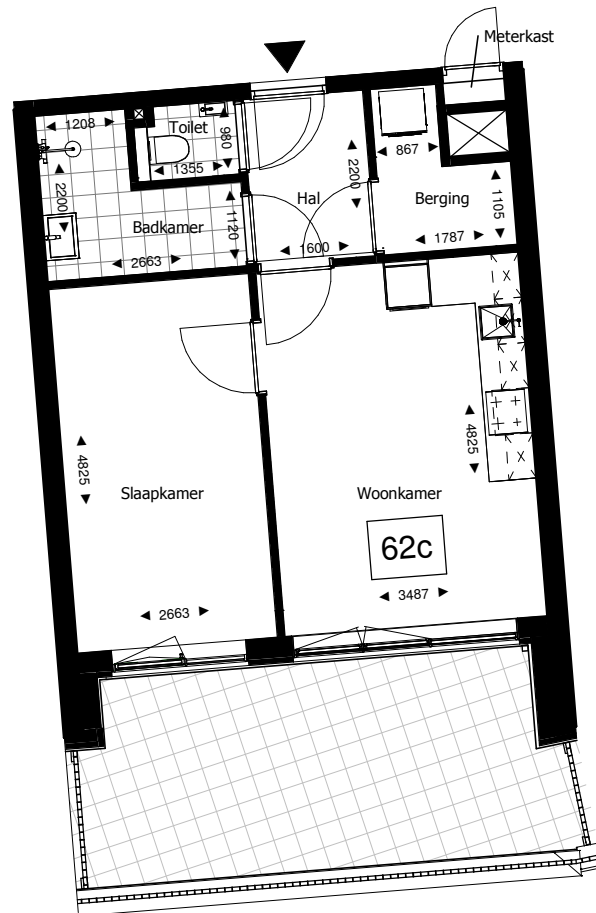 Meterkast
1208
Toilet
980
1355
2200
Badkamer
1120
2663
2200
Hal
1600
867
Berging
1787
1105
4825
Slaapkamer
2663
4825
Woonkamer
62c
3487